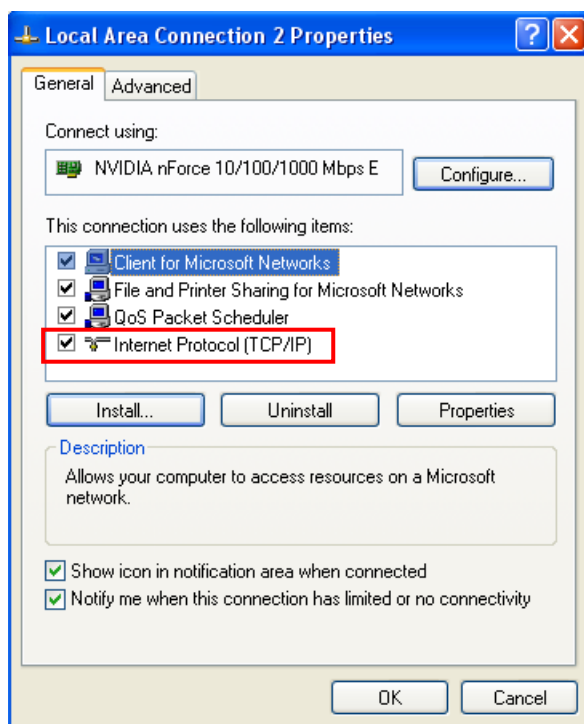 Local Area Connection 2 Properties
General Advanced
Connect using:
NVIDIA nForce 10/100/1000 Mbps E
Configure...
This connection uses the following items:
Client for Microsoft Networks
File and Printer Sharing for Microsoft Networks
QoS Packet Scheduler
Internet Protocol (TCP/IP)
Install... Uninstall Properties
Description
Allows your computer to access resources on a Microsoft
network.
Show icon in notification area when connected
Notify me when this connection has limited or no connectivity
OK Cancel